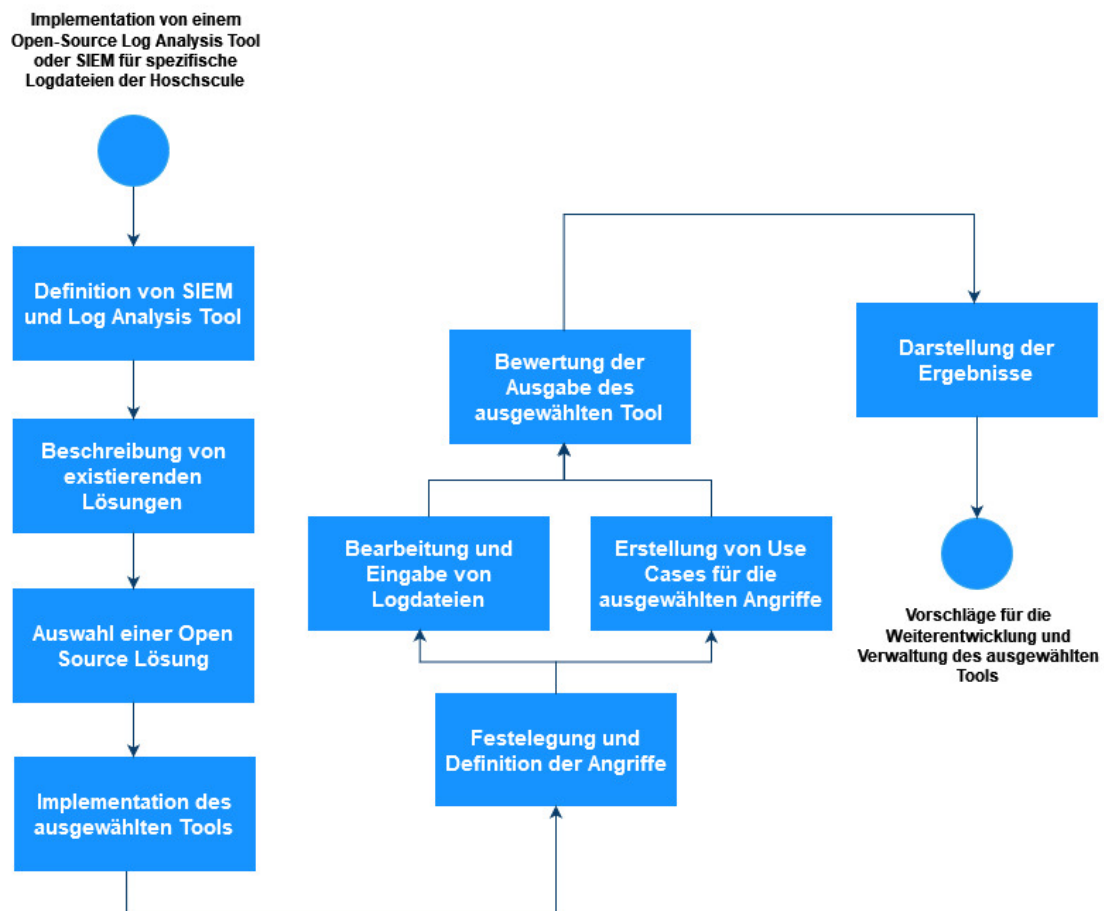 Implementation von einem
Open-Source Log Analysis Tool
oder SIEM für spezifische
Logdateien der Hoschscule
Definition von SIEM
und Log Analysis Tool
Beschreibung von
existierenden
Lösungen
Auswahl einer Open
Source Lösung
Implementation des
ausgewählten Tools
Festelegung und
Definition der Angriffe
Bearbeitung und
Eingabe von
Logdateien
Erstellung von Use
Cases für die
ausgewählten Angriffe
Bewertung der
Ausgabe des
ausgewählten Tool
Darstellung der
Ergebnisse
Vorschläge für die
Weiterentwicklung und
Verwaltung des ausgewählten
Tools